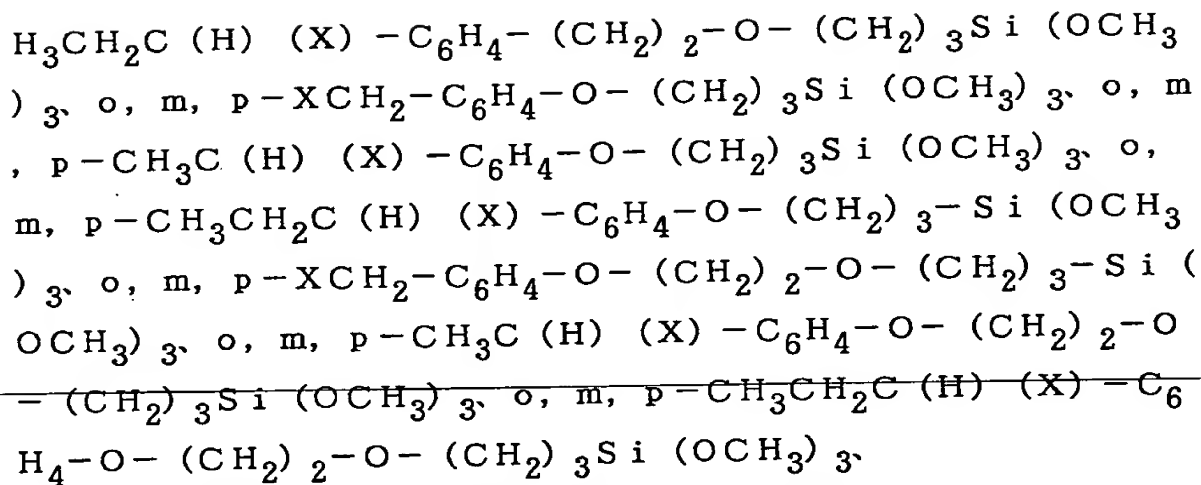 H₃CH₂C (H) (X) −C₆H₄− (CH₂) ₂−O− (CH₂) ₃Si (OCH₃
) ₃、o, m, p−XCH₂−C₆H₄−O− (CH₂) ₃Si (OCH₃) ₃、o, m
, p−CH₃C (H) (X) −C₆H₄−O− (CH₂) ₃Si (OCH₃) ₃、o,
m, p−CH₃CH₂C (H) (X) −C₆H₄−O− (CH₂) ₃−Si (OCH₃
) ₃、o, m, p−XCH₂−C₆H₄−O− (CH₂) ₂−O− (CH₂) ₃−Si (
OCH₃) ₃、o, m, p−CH₃C (H) (X) −C₆H₄−O− (CH₂) ₂−O
− (CH₂) ₃Si (OCH₃) ₃、o, m, p−CH₃CH₂C (H) (X) −C₆
H₄−O− (CH₂) ₂−O− (CH₂) ₃Si (OCH₃) ₃、